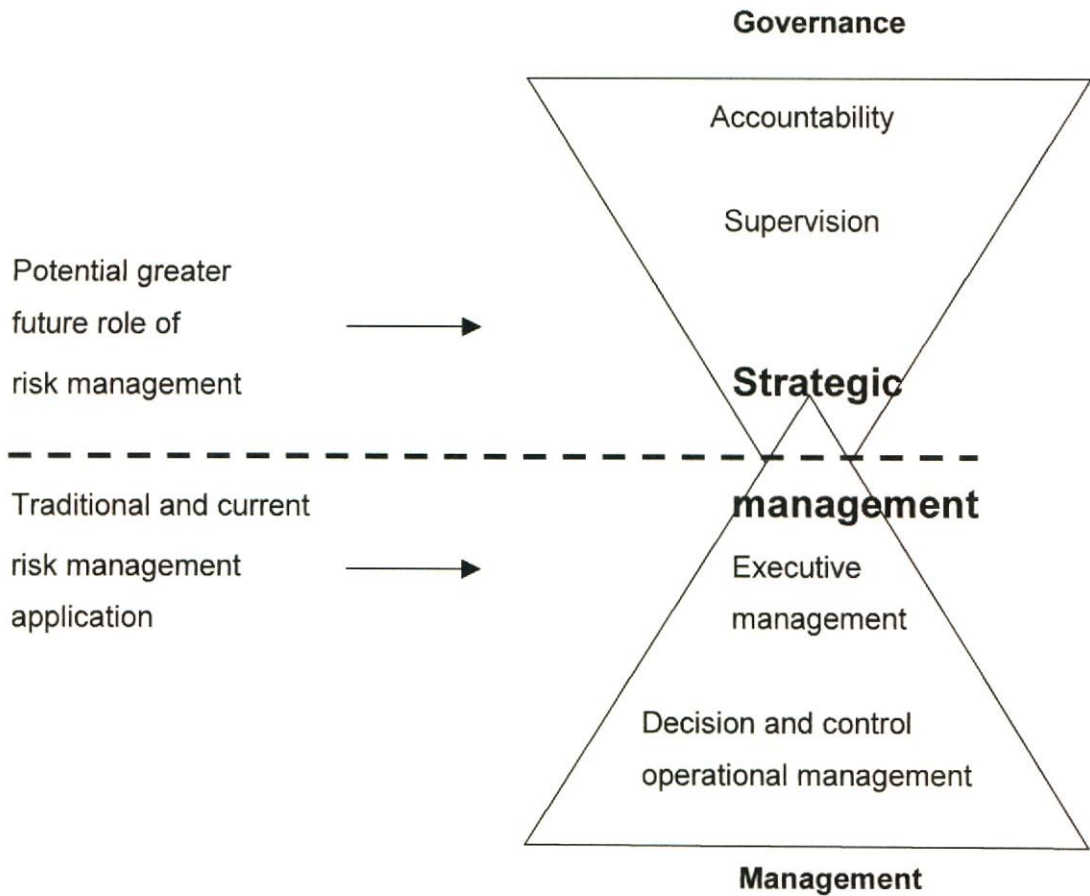 Governance
Accountability
Supervision
Potential greater
future role of
risk management
Strategic
management
Traditional and current
risk management
application
Executive
management
Decision and control
operational management
Management